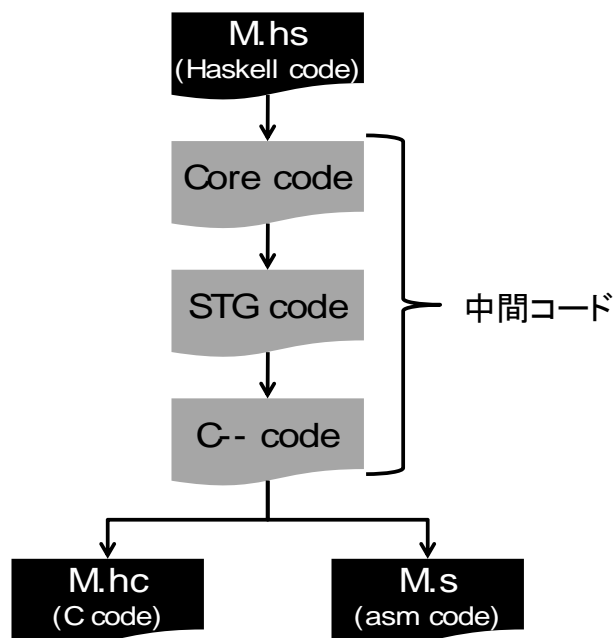 M.hs
(Haskell code)
Core code
STG code
中間コード
C-- code
M.hc
(C code)
M.s
(asm code)